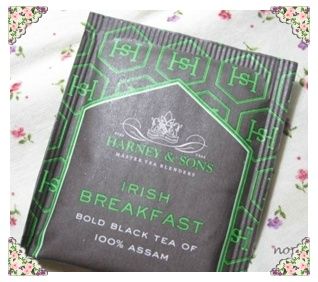 HARNEY & SONS
MASTER TEA BLENDERS
IRISH
BREAKFAST
BOLD BLACK TEA OF
100% ASSAM